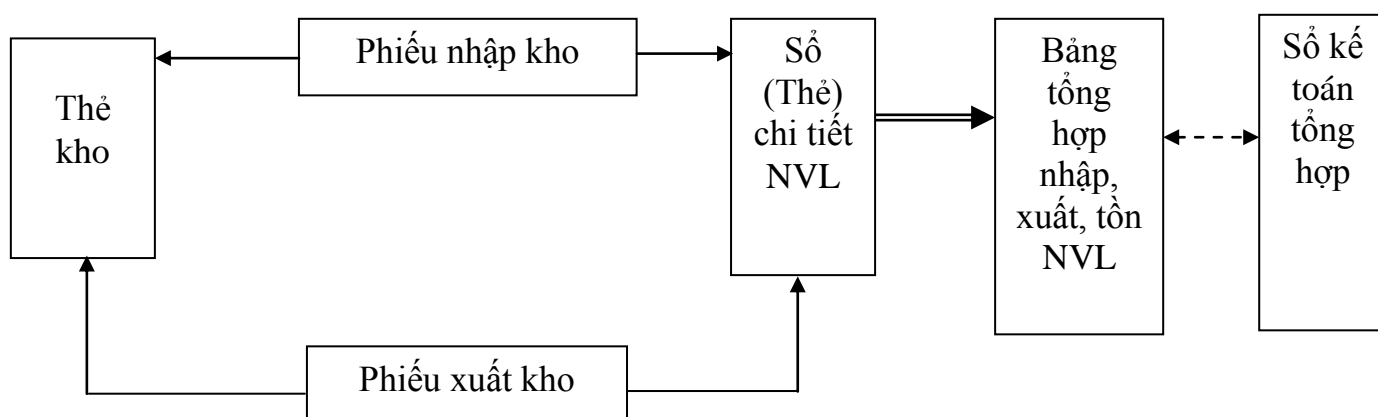 Thẻ
kho
Phiếu nhập kho
Phiếu xuất kho
Sổ
(Thẻ)
chi tiết
NVL
Bảng
tổng
hợp
nhập,
xuất, tồn
NVL
Sổ kế
toán
tổng
hợp